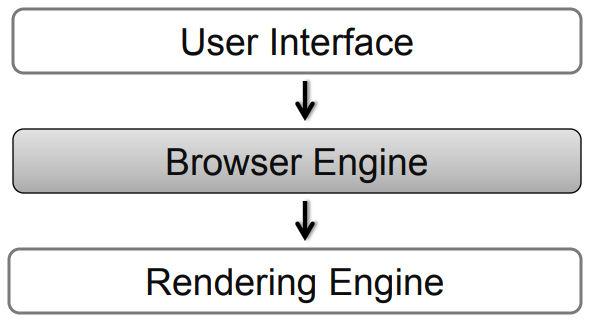 User Interface
Browser Engine
Rendering Engine